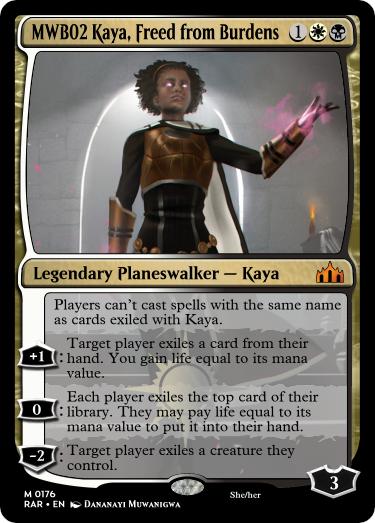 MWB02 Kaya, Freed from Burdens 1
Legendary Planeswalker — Kaya
Players can't cast spells with the same name
as cards exiled with Kaya.
+1: Target player exiles a card from their
hand. You gain life equal to its mana
value.
0: Each player exiles the top card of their
library. They may pay life equal to its
mana value to put it into their hand.
-2: Target player exiles a creature they
control.
3
M 0176
RAR • EN Dananayi Muwanigwa
She/her